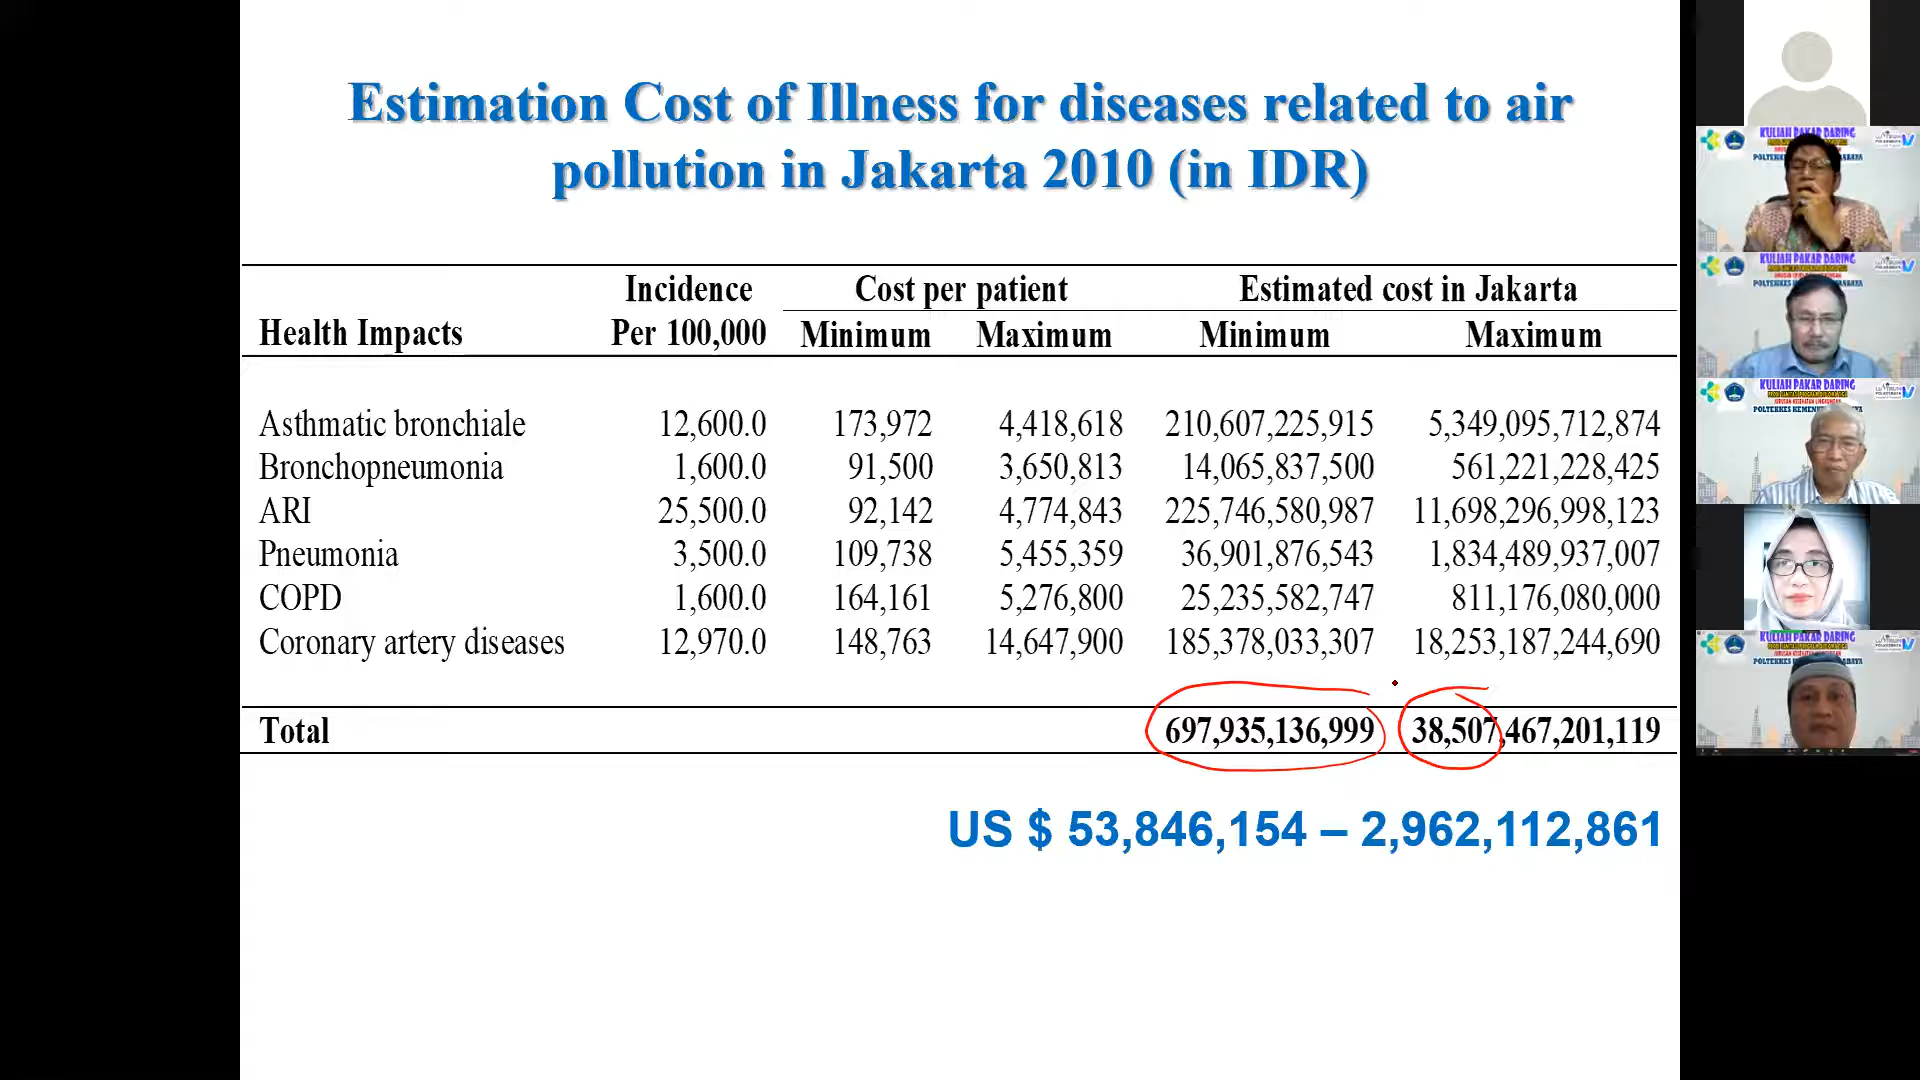 Estimation Cost of Illness for diseases related to air
pollution in Jakarta 2010 (in IDR)
Health Impacts Incidence Per 100,000 Cost per patient Estimated cost in Jakarta
Minimum Maximum Minimum Maximum
Asthmatic bronchiale 12,600.0 173,972 4,418,618 210,607,225,915 5,349,095,712,874
Bronchopneumonia 1,600.0 91,500 3,650,813 14,065,837,500 561,221,228,425
ARI 25,500.0 92,142 4,774,843 225,746,580,987 11,698,296,998,123
Pneumonia 3,500.0 109,738 5,455,359 36,901,876,543 1,834,489,937,007
COPD 1,600.0 164,161 5,276,800 25,235,582,747 811,176,080,000
Coronary artery diseases 12,970.0 148,763 14,647,900 185,378,033,307 18,253,187,244,690
Total 697,935,136,999 38,507,467,201,119
US $ 53,846,154 – 2,962,112,861
KULIAH PAKAR DARING
KULIAH PAKAR DARING
KULIAH PAKAR DARING
KULIAH PAKAR DARING